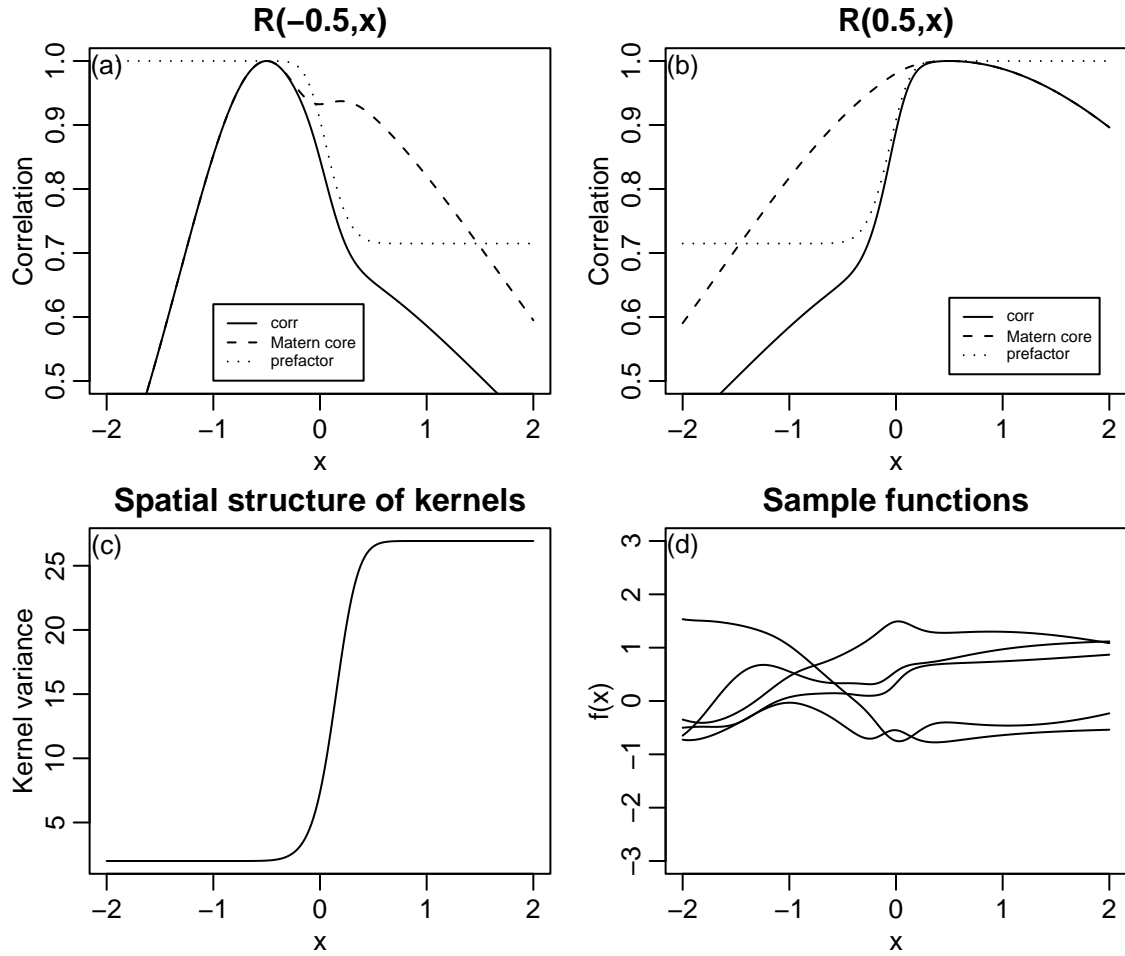 R(−0.5,x)
(a)
Correlation
0.5 0.6 0.7 0.8 0.9 1.0
corr
Matern core
prefactor
−2 −1 0 1 2
x
R(0.5,x)
(b)
Correlation
0.5 0.6 0.7 0.8 0.9 1.0
corr
Matern core
prefactor
−2 −1 0 1 2
x
Spatial structure of kernels
(c)
Kernel variance
5 10 15 20 25
−2 −1 0 1 2
x
Sample functions
(d)
f(x)
−3 −2 −1 0 1 2 3
−2 −1 0 1 2
x